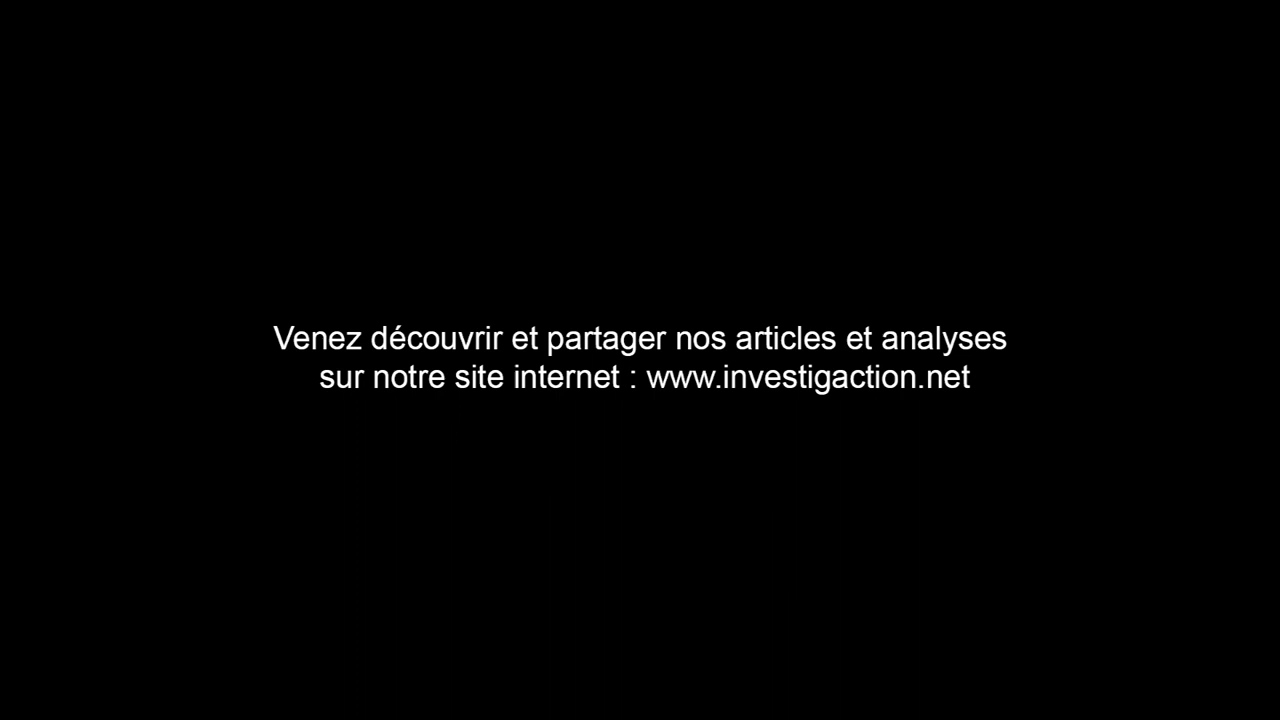 Venez découvrir et partager nos articles et analyses
sur notre site internet : www.investigaction.net